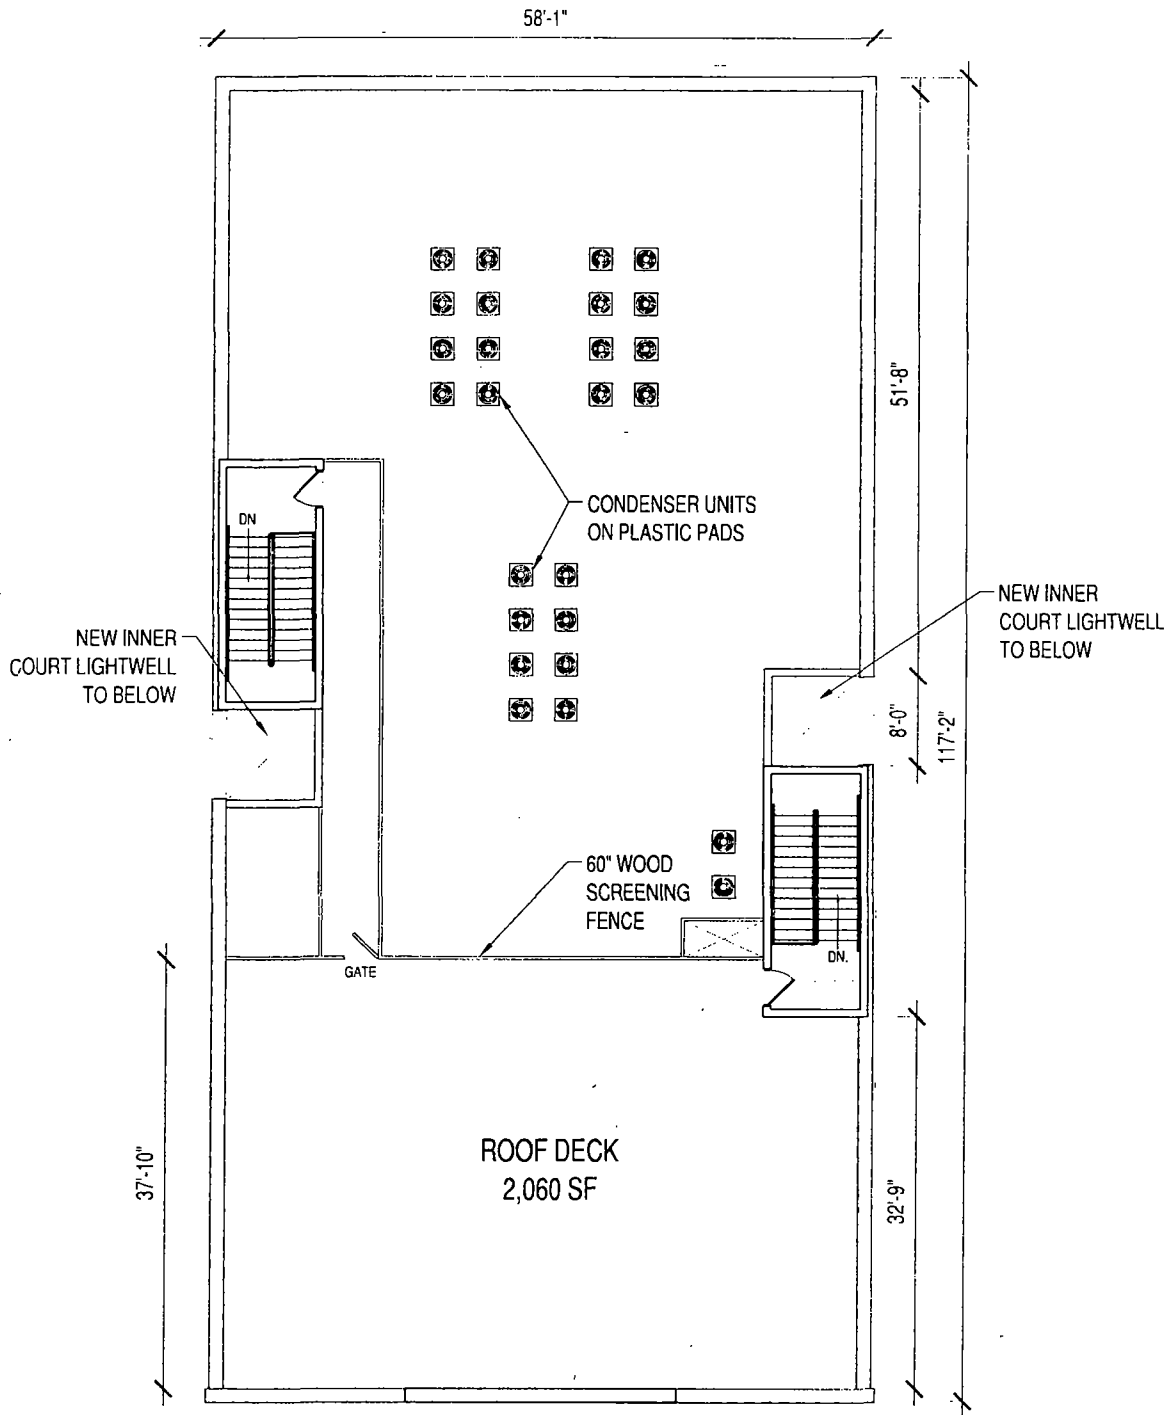 58'-1"
51'-8"
CONDENSER UNITS
ON PLASTIC PADS
DN
NEW INNER
COURT LIGHTWELL
TO BELOW
NEW INNER
COURT LIGHTWELL
TO BELOW
8'-0"
117'-2"
60" WOOD
SCREENING
FENCE
DN.
GATE
ROOF DECK
2,060 SF
37'-10"
32'-9"